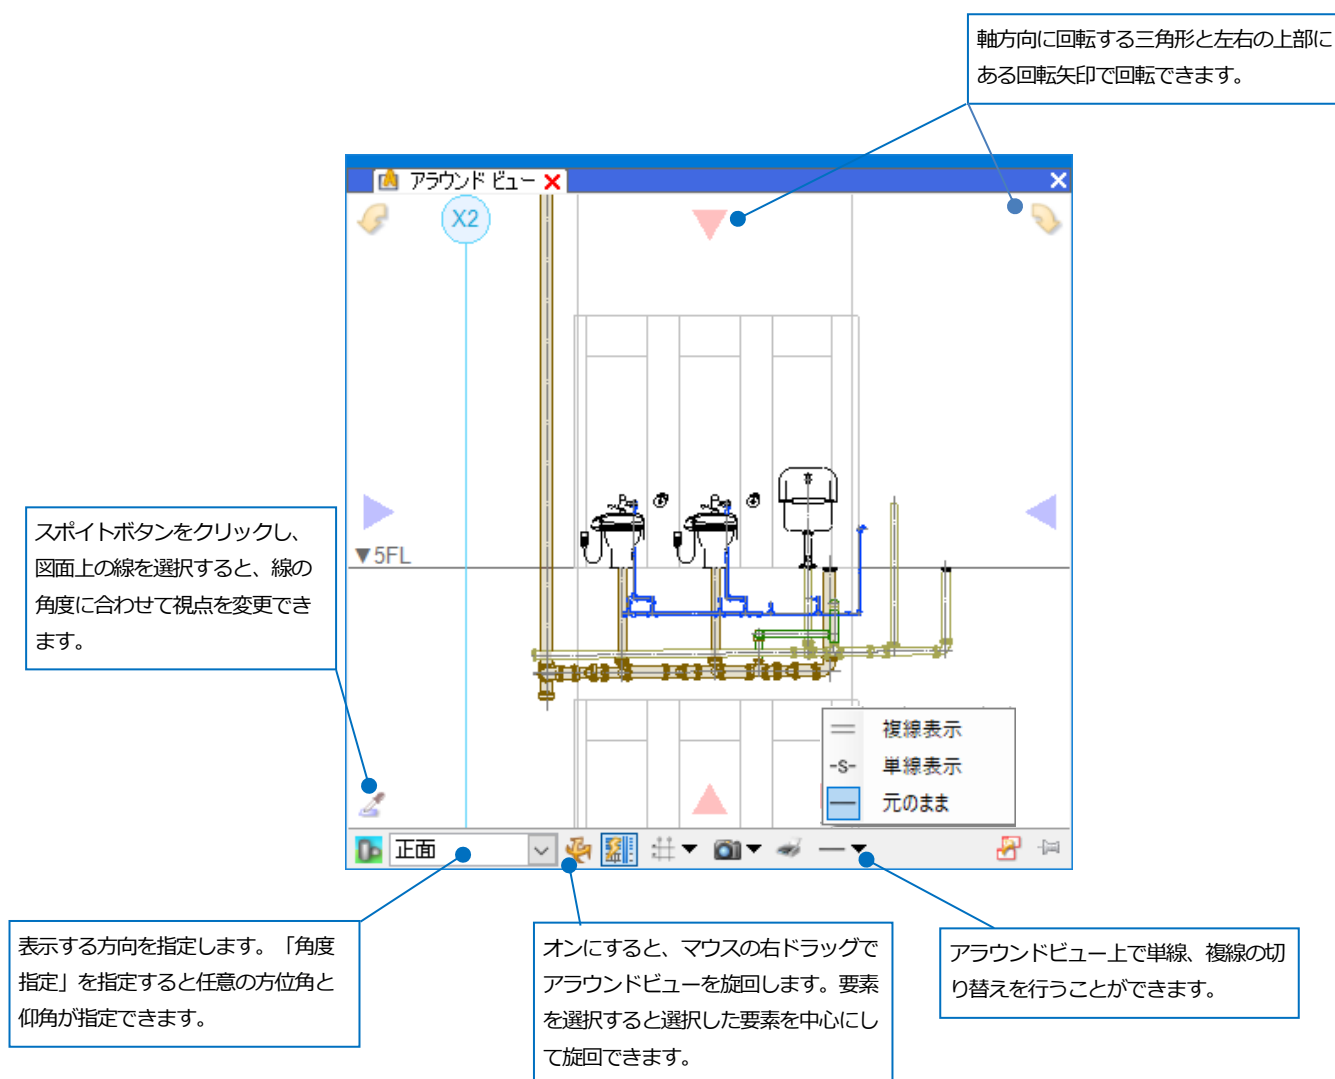 軸方向に回転する三角形と左右の上部に
ある回転矢印で回転できます。
アラウンド ビュー
X2
▼5FL
スポイトボタンをクリックし、
図面上の線を選択すると、線の
角度に合わせて視点を変更でき
ます。
複線表示
-S- 単線表示
元のまま
正面
表示する方向を指定します。「角度
指定」を指定すると任意の方位角と
仰角が指定できます。
オンにすると、マウスの右ドラッグで
アラウンドビューを旋回します。要素
を選択すると選択した要素を中心にし
て旋回できます。
アラウンドビュー上で単線、複線の切
り替えを行うことができます。